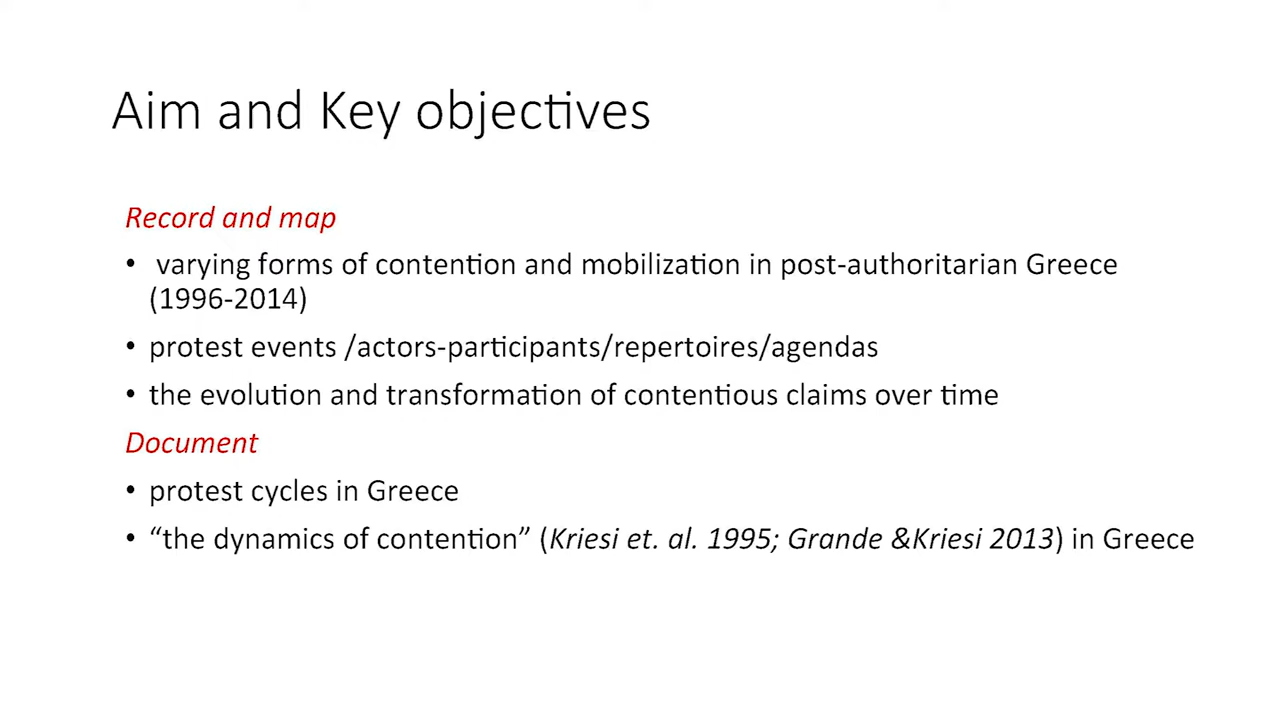 Aim and Key objectives
Record and map
• varying forms of contention and mobilization in post-authoritarian Greece
(1996-2014)
• protest events /actors-participants/repertoires/agendas
• the evolution and transformation of contentious claims over time
Document
• protest cycles in Greece
• “the dynamics of contention” (Kriesi et. al. 1995; Grande &Kriesi 2013) in Greece